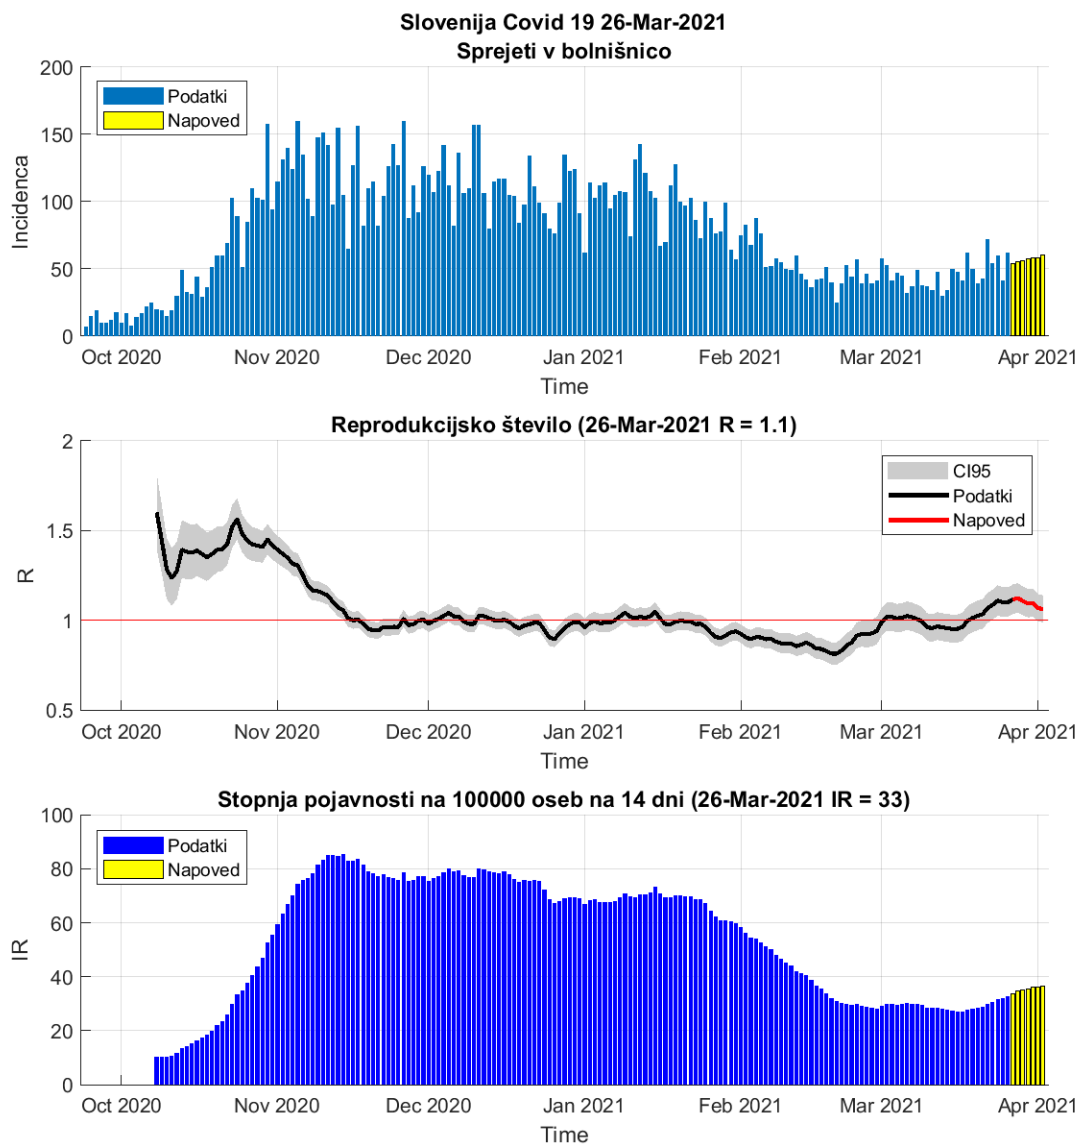 Slovenija Covid 19 26-Mar-2021
Sprejeti v bolnišnico
200
150
100
50
0
Incidenca
Podatki
Napoved
Oct 2020 Nov 2020 Dec 2020 Jan 2021 Feb 2021 Mar 2021 Apr 2021
Time
Reprodukcijsko število (26-Mar-2021 R = 1.1)
2
1.5
1
0.5
R
CI95
Podatki
Napoved
Oct 2020 Nov 2020 Dec 2020 Jan 2021 Feb 2021 Mar 2021 Apr 2021
Time
Stopnja pojavnosti na 100000 oseb na 14 dni (26-Mar-2021 IR = 33)
100
80
60
40
20
0
IR
Podatki
Napoved
Oct 2020 Nov 2020 Dec 2020 Jan 2021 Feb 2021 Mar 2021 Apr 2021
Time